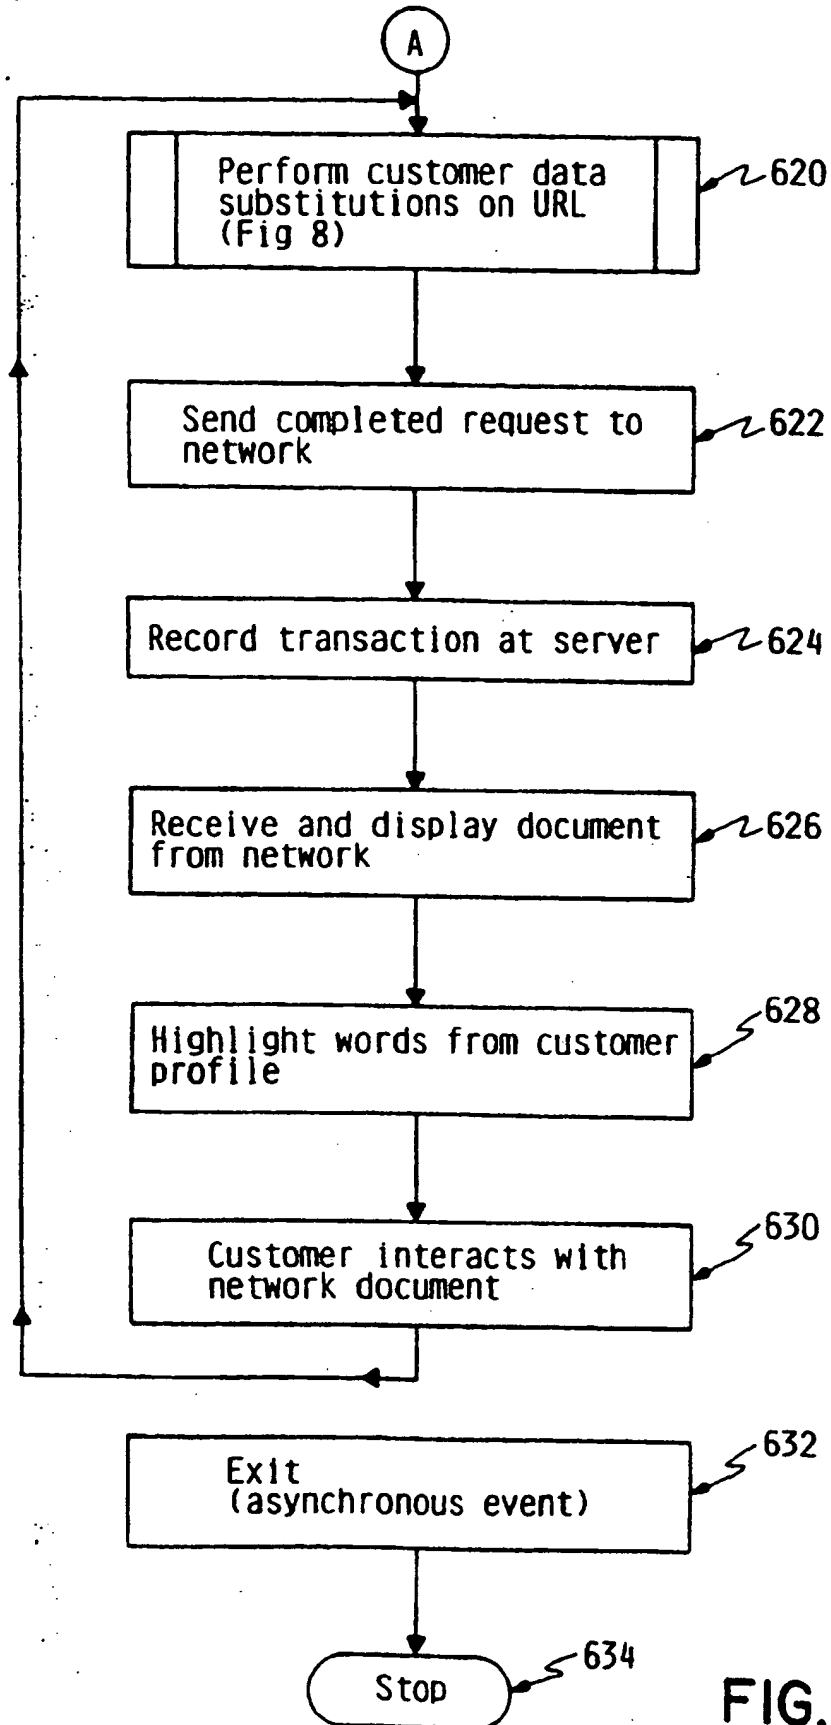 A
Perform customer data
substitutions on URL
(Fig 8)
620
Send completed request to
network
622
Record transaction at server
624
Receive and display document
from network
626
Highlight words from customer
profile
628
Customer interacts with
network document
630
Exit
(asynchronous event)
632
Stop
634
FIG.